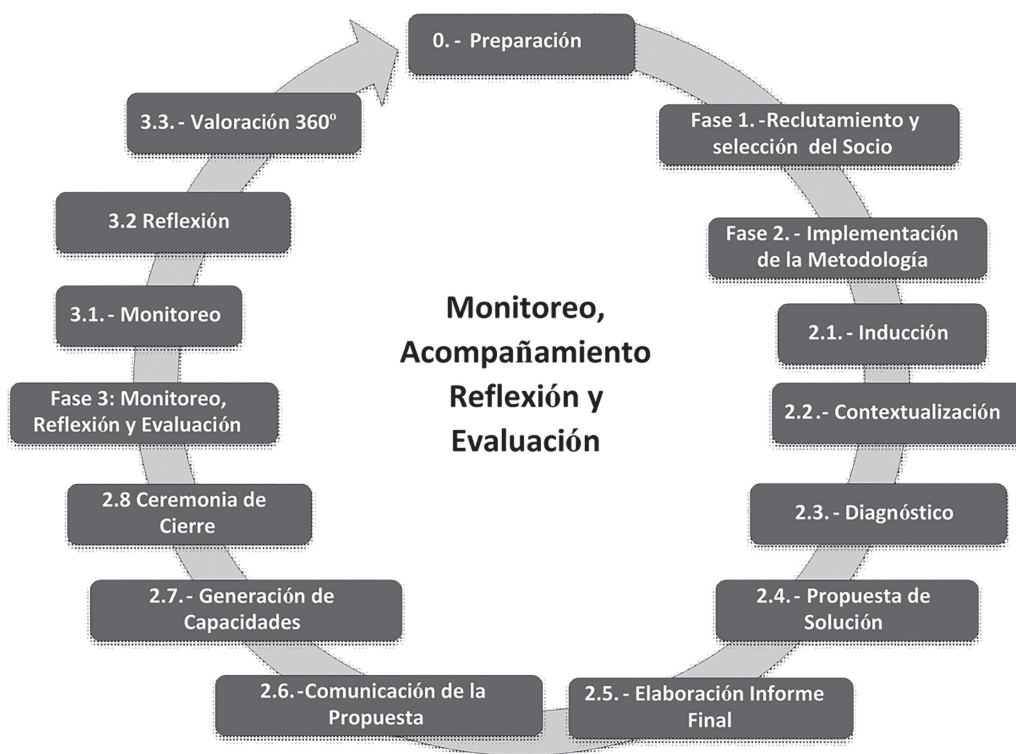 0. - Preparación
Fase 1. -Reclutamiento y
selección del Socio
Fase 2. - Implementación
de la Metodología
2.1. - Inducción
2.2. - Contextualización
2.3. - Diagnóstico
2.4. - Propuesta de
Solución
2.5. - Elaboración Informe
Final
2.6.-Comunicación de la
Propuesta
2.7. - Generación de
Capacidades
2.8 Ceremonia de
Cierre
Fase 3: Monitoreo,
Reflexión y Evaluación
3.1. - Monitoreo
3.2 Reflexión
3.3. - Valoración 360º
Monitoreo,
Acompañamiento
Reflexión y
Evaluación